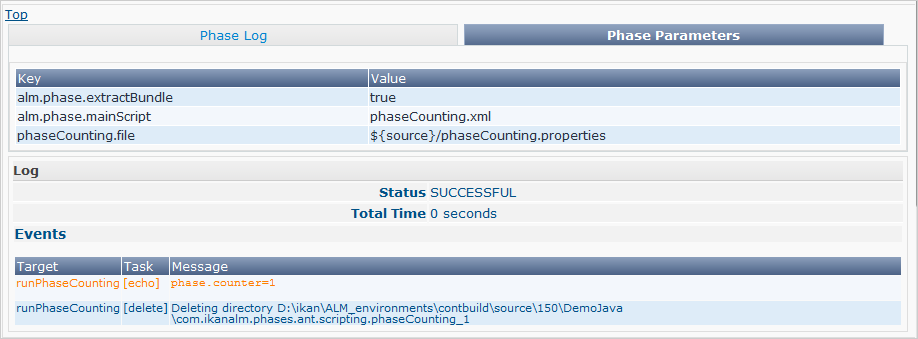 Top
Phase Log Phase Parameters
Key Value
alm.phase.extractBundle true
alm.phase.mainScript phaseCounting.xml
phaseCounting.file ${source}/phaseCounting.properties
Log
Status SUCCESSFUL
Total Time 0 seconds
Events
Target Task Message
runPhaseCounting [echo] phase.counter=1
runPhaseCounting [delete] Deleting directory D:\ikan\ALM_environments\contbuild\source\150\DemoJava
\com.ikanalm.phases.ant.scripting.phaseCounting_1